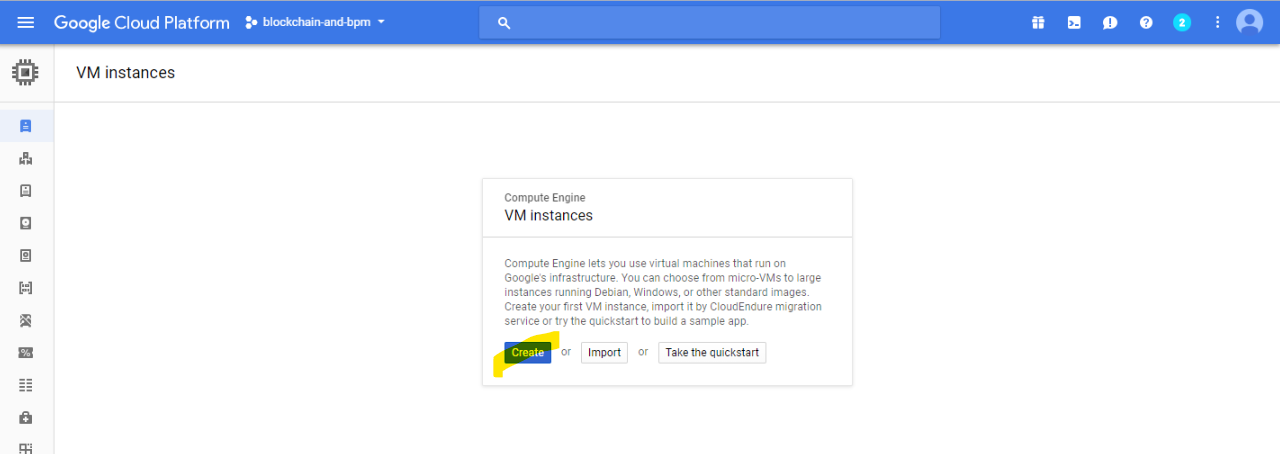 Google Cloud Platform blockchain-and-bpm 2
VM instances
Compute Engine
VM instances
Compute Engine lets you use virtual machines that run on
Google's infrastructure. You can choose from micro-VMs to large
instances running Debian, Windows, or other standard images.
Create your first VM instance, import it by CloudEndure migration
service or try the quickstart to build a sample app.
Create or Import or Take the quickstart